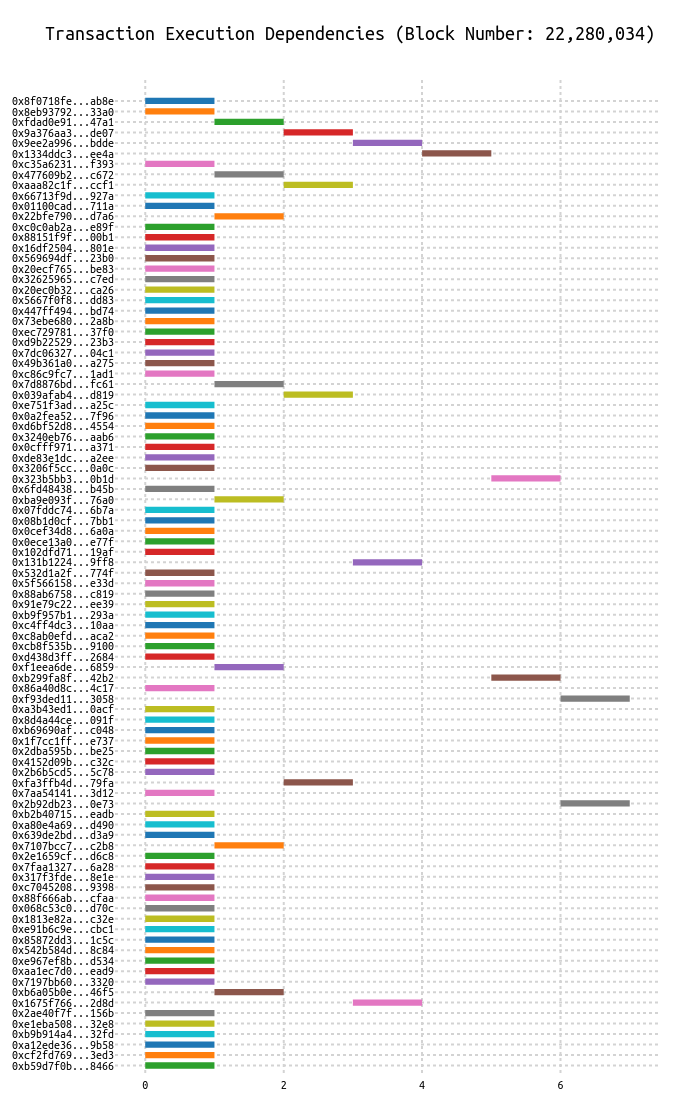 Transaction Execution Dependencies (Block Number: 22,280,034)
0x8f0718fe...ab8e
0x8eb93792...33a0
0xfdad0e91...47a1
0x9a376aa3...de07
0x9ee2a996...bdde
0x1334ddc3...ee4a
0xc35a6231...f393
0x477609b2...c672
0xaaa82c1f...ccf1
0x66713f9d...927a
0x01100cad...711a
0x22bfe790...d7a6
0xc0c0ab2a...e89f
0x88151f9f...00b1
0x16df2504...801e
0x569694df...23b0
0x20ecf765...be83
0x32625965...c7ed
0x20ec0b32...ca26
0x5667f0f8...dd83
0x447ff494...bd74
0x73ebe680...2a8b
0xec729781...37f0
0xd9b22529...23b3
0x7dc06327...04c1
0x49b361a0...a275
0xc86c9fc7...1ad1
0x7d8876bd...fc61
0x039afab4...d819
0xe751f3ad...a25c
0x0a2fea52...7f96
0xd6bf52d8...4554
0x3240eb76...aab6
0x0cfff971...a371
0xde83e1dc...a2ee
0x3206f5cc...0a0c
0x323b5bb3...0b1d
0x6fd48438...b45b
0xba9e093f...76a0
0x07fddc74...6b7a
0x08b1d0cf...7bb1
0x0cef34d8...6a0a
0x0ece13a0...e77f
0x102dfd71...19af
0x131b1224...9ff8
0x532d1a2f...774f
0x5f566158...e33d
0x88ab6758...c819
0x91e79c22...ee39
0xb9f957b1...293a
0xc4ff4dc3...10aa
0xc8ab0efd...aca2
0xcb8f535b...9100
0xd438d3ff...2684
0xf1eea6de...6859
0xb299fa8f...42b2
0x86a40d8c...4c17
0xf93ded11...3058
0xa3b43ed1...0acf
0x8d4a44ce...091f
0xb69690af...c048
0x1f7cc1ff...e737
0x2dba595b...be25
0x4152d09b...c32c
0x2b6b5cd5...5c78
0xfa3ffb4d...79fa
0x7aa54141...3d12
0x2b92db23...0e73
0xb2b40715...eadb
0xa80e4a69...d490
0x639de2bd...d3a9
0x7107bcc7...c2b8
0x2e1659cf...d6c8
0x7faa1327...6a28
0x317f3fde...8e1e
0xc7045208...9398
0x88f666ab...cfaa
0x068c53c0...d70c
0x1813e82a...c32e
0xe91b6c9e...cbc1
0x85872dd3...1c5c
0x542b584d...8c84
0xe967ef8b...d534
0xaa1ec7d0...ead9
0x7197bb60...3320
0xb6a05b0e...46f5
0x1675f766...2d8d
0x2ae40f7f...156b
0xe1eba508...32e8
0xb9b914a4...32fd
0xa12ede36...9b58
0xcf2fd769...3ed3
0xb59d7f0b...8466
0 2 4 6